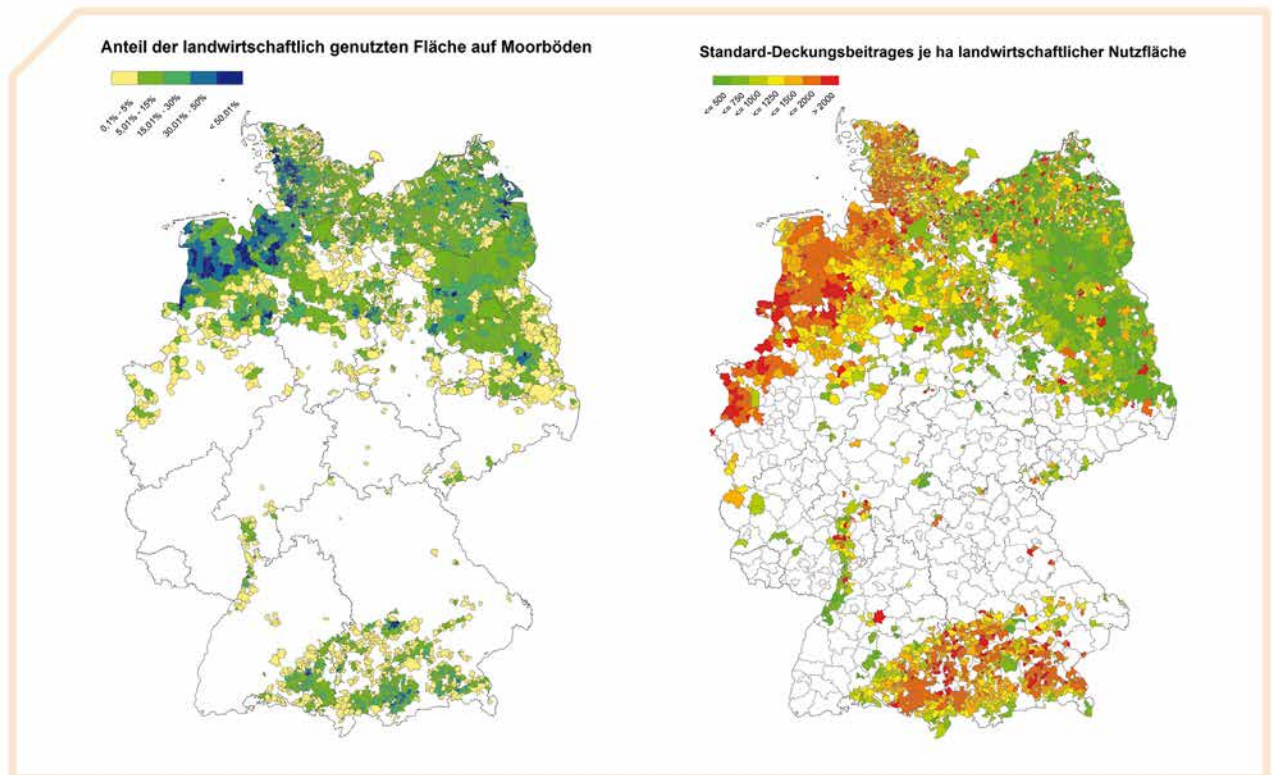 Anteil der landwirtschaftlich genutzten Fläche auf Moorböden
0.1% - 5%
5.01% - 15%
15.01% - 30%
30.01% - 50%
< 50.01%
Standard-Deckungsbeitrages je ha landwirtschaftlicher Nutzfläche
<= 500
<= 750
<= 1000
<= 1250
<= 1500
<= 2000
> 2000